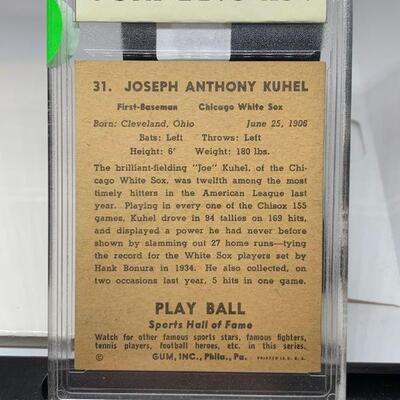 31. JOSEPH ANTHONY KUHEL
First-Baseman Chicago White Sox
Born: Cleveland, Ohio June 25, 1906
Bats: Left Throws: Left
Height: 6' Weight: 180 lbs.
The brilliant-fielding "Joe" Kuhel, of the Chi-
cago White Sox, was twelfth among the most
timely hitters in the American League last
year. Playing in every one of the Chisox 155
games, Kuhel drove in 94 tallies on 169 hits,
and displayed a power he had never before
shown by slamming out 27 home runs—tying
the record for the White Sox players set by
Hank Bonura in 1934. He also collected, on
two occasions last year, 5 hits in one game.
PLAY BALL
Sports Hall of Fame
Watch for other famous sports stars, famous fighters,
tennis players, football heroes, etc., in this series.
© GUM, INC., Phila., Pa. PRINTED IN U. S. A.